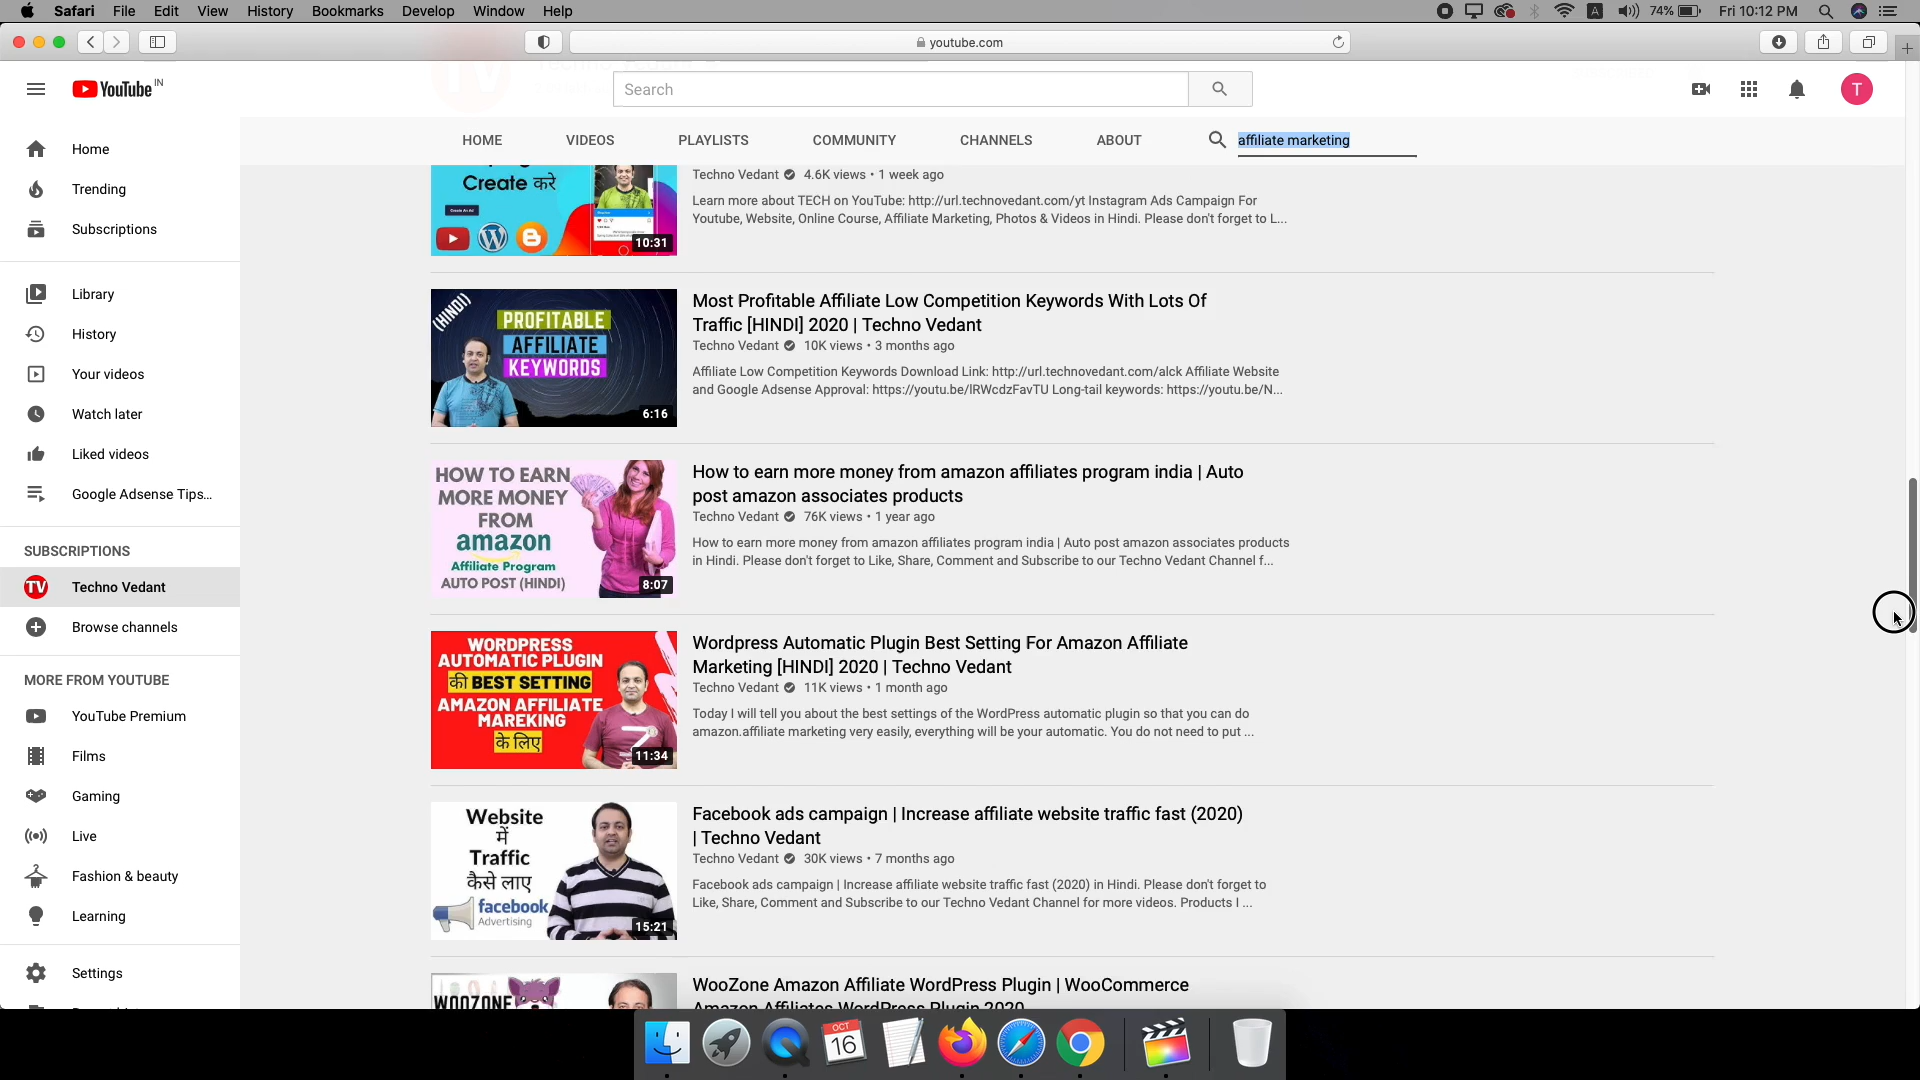 Safari File Edit View History Bookmarks Develop Window Help
A 74% Fri 10:12 PM
youtube.com
YouTube IN
Search
T
HOME VIDEOS PLAYLISTS COMMUNITY CHANNELS ABOUT affiliate marketing
Home
Trending
Subscriptions
Library
History
Your videos
Watch later
Liked videos
Google Adsense Tips...
SUBSCRIPTIONS
TV Techno Vedant
Browse channels
MORE FROM YOUTUBE
YouTube Premium
Films
Gaming
Live
Fashion & beauty
Learning
Settings
Create करे
10:31
Techno Vedant 4.6K views • 1 week ago
Learn more about TECH on YouTube: http://url.technovedant.com/yt Instagram Ads Campaign For
Youtube, Website, Online Course, Affiliate Marketing, Photos & Videos in Hindi. Please don't forget to L...
(HINDI)
PROFITABLE
AFFILIATE
KEYWORDS
6:16
Most Profitable Affiliate Low Competition Keywords With Lots Of
Traffic [HINDI] 2020 | Techno Vedant
Techno Vedant 10K views • 3 months ago
Affiliate Low Competition Keywords Download Link: http://url.technovedant.com/alck Affiliate Website
and Google Adsense Approval: https://youtu.be/IRWcdzFavTU Long-tail keywords: https://youtu.be/N...
HOW TO EARN
MORE MONEY
FROM
amazon
Affiliate Program
AUTO POST (HINDI)
8:07
How to earn more money from amazon affiliates program india | Auto
post amazon associates products
Techno Vedant 76K views • 1 year ago
How to earn more money from amazon affiliates program india | Auto post amazon associates products
in Hindi. Please don't forget to Like, Share, Comment and Subscribe to our Techno Vedant Channel f...
WORDPRESS
AUTOMATIC PLUGIN
की BEST SETTING
AMAZON AFFILIATE
MAREKING
के लिए
11:34
Wordpress Automatic Plugin Best Setting For Amazon Affiliate
Marketing [HINDI] 2020 | Techno Vedant
Techno Vedant 11K views • 1 month ago
Today I will tell you about the best settings of the WordPress automatic plugin so that you can do
amazon.affiliate marketing very easily, everything will be your automatic. You do not need to put ...
Website
में
Traffic
कैसे लाए
facebook
Advertising
15:21
Facebook ads campaign | Increase affiliate website traffic fast (2020)
| Techno Vedant
Techno Vedant 30K views • 7 months ago
Facebook ads campaign | Increase affiliate website traffic fast (2020) in Hindi. Please don't forget to
Like, Share, Comment and Subscribe to our Techno Vedant Channel for more videos. Products I ...
WOOZONE
WooZone Amazon Affiliate WordPress Plugin | WooCommerce
Amazon Affiliates WordPress Plugin 2020
OCT
16